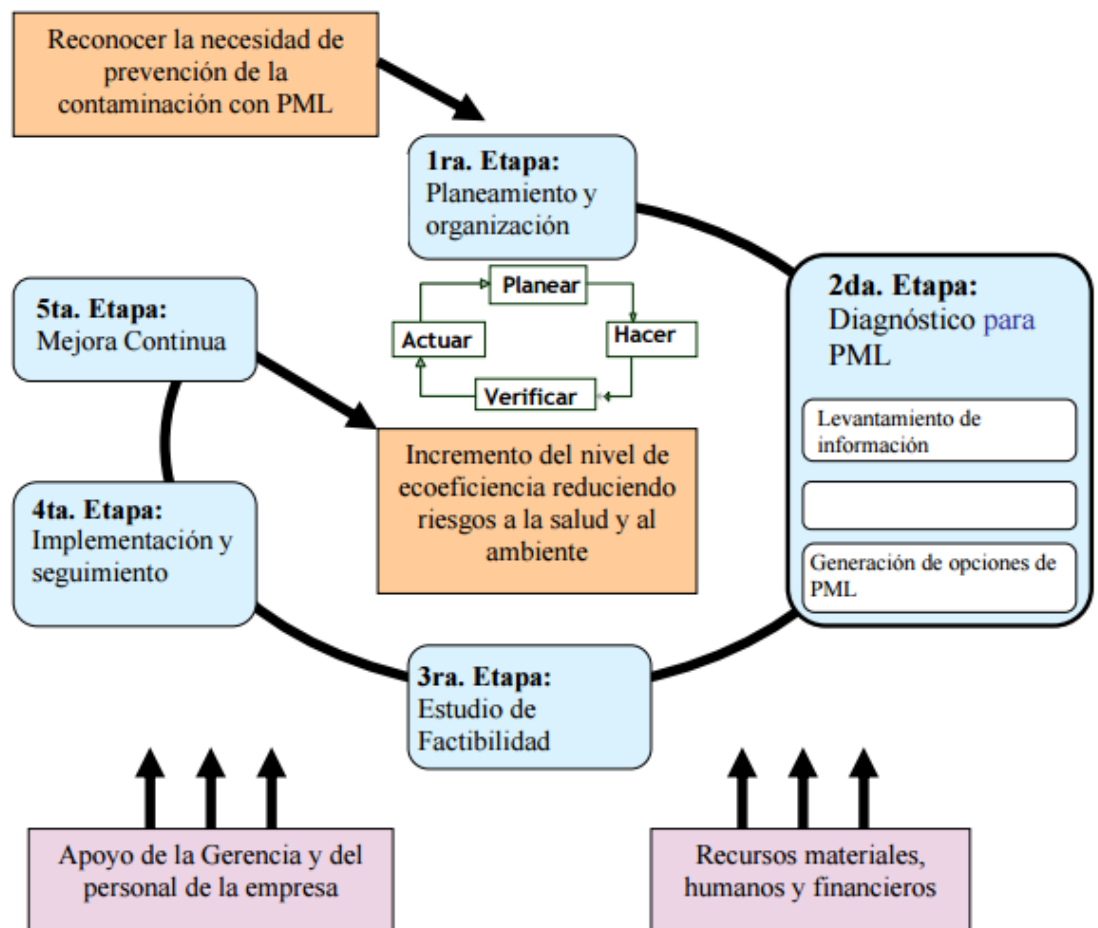 Reconocer la necesidad de
prevención de la
contaminación con PML
1ra. Etapa:
Planeamiento y
organización
2da. Etapa:
Diagnóstico para
PML
Levantamiento de
información
Generación de opciones de
PML
Planear
Hacer
Verificar
Actuar
5ta. Etapa:
Mejora Continua
Incremento del nivel de
ecoeficiencia reduciendo
riesgos a la salud y al
ambiente
4ta. Etapa:
Implementación y
seguimiento
3ra. Etapa:
Estudio de
Factibilidad
Apoyo de la Gerencia y del
personal de la empresa
Recursos materiales,
humanos y financieros